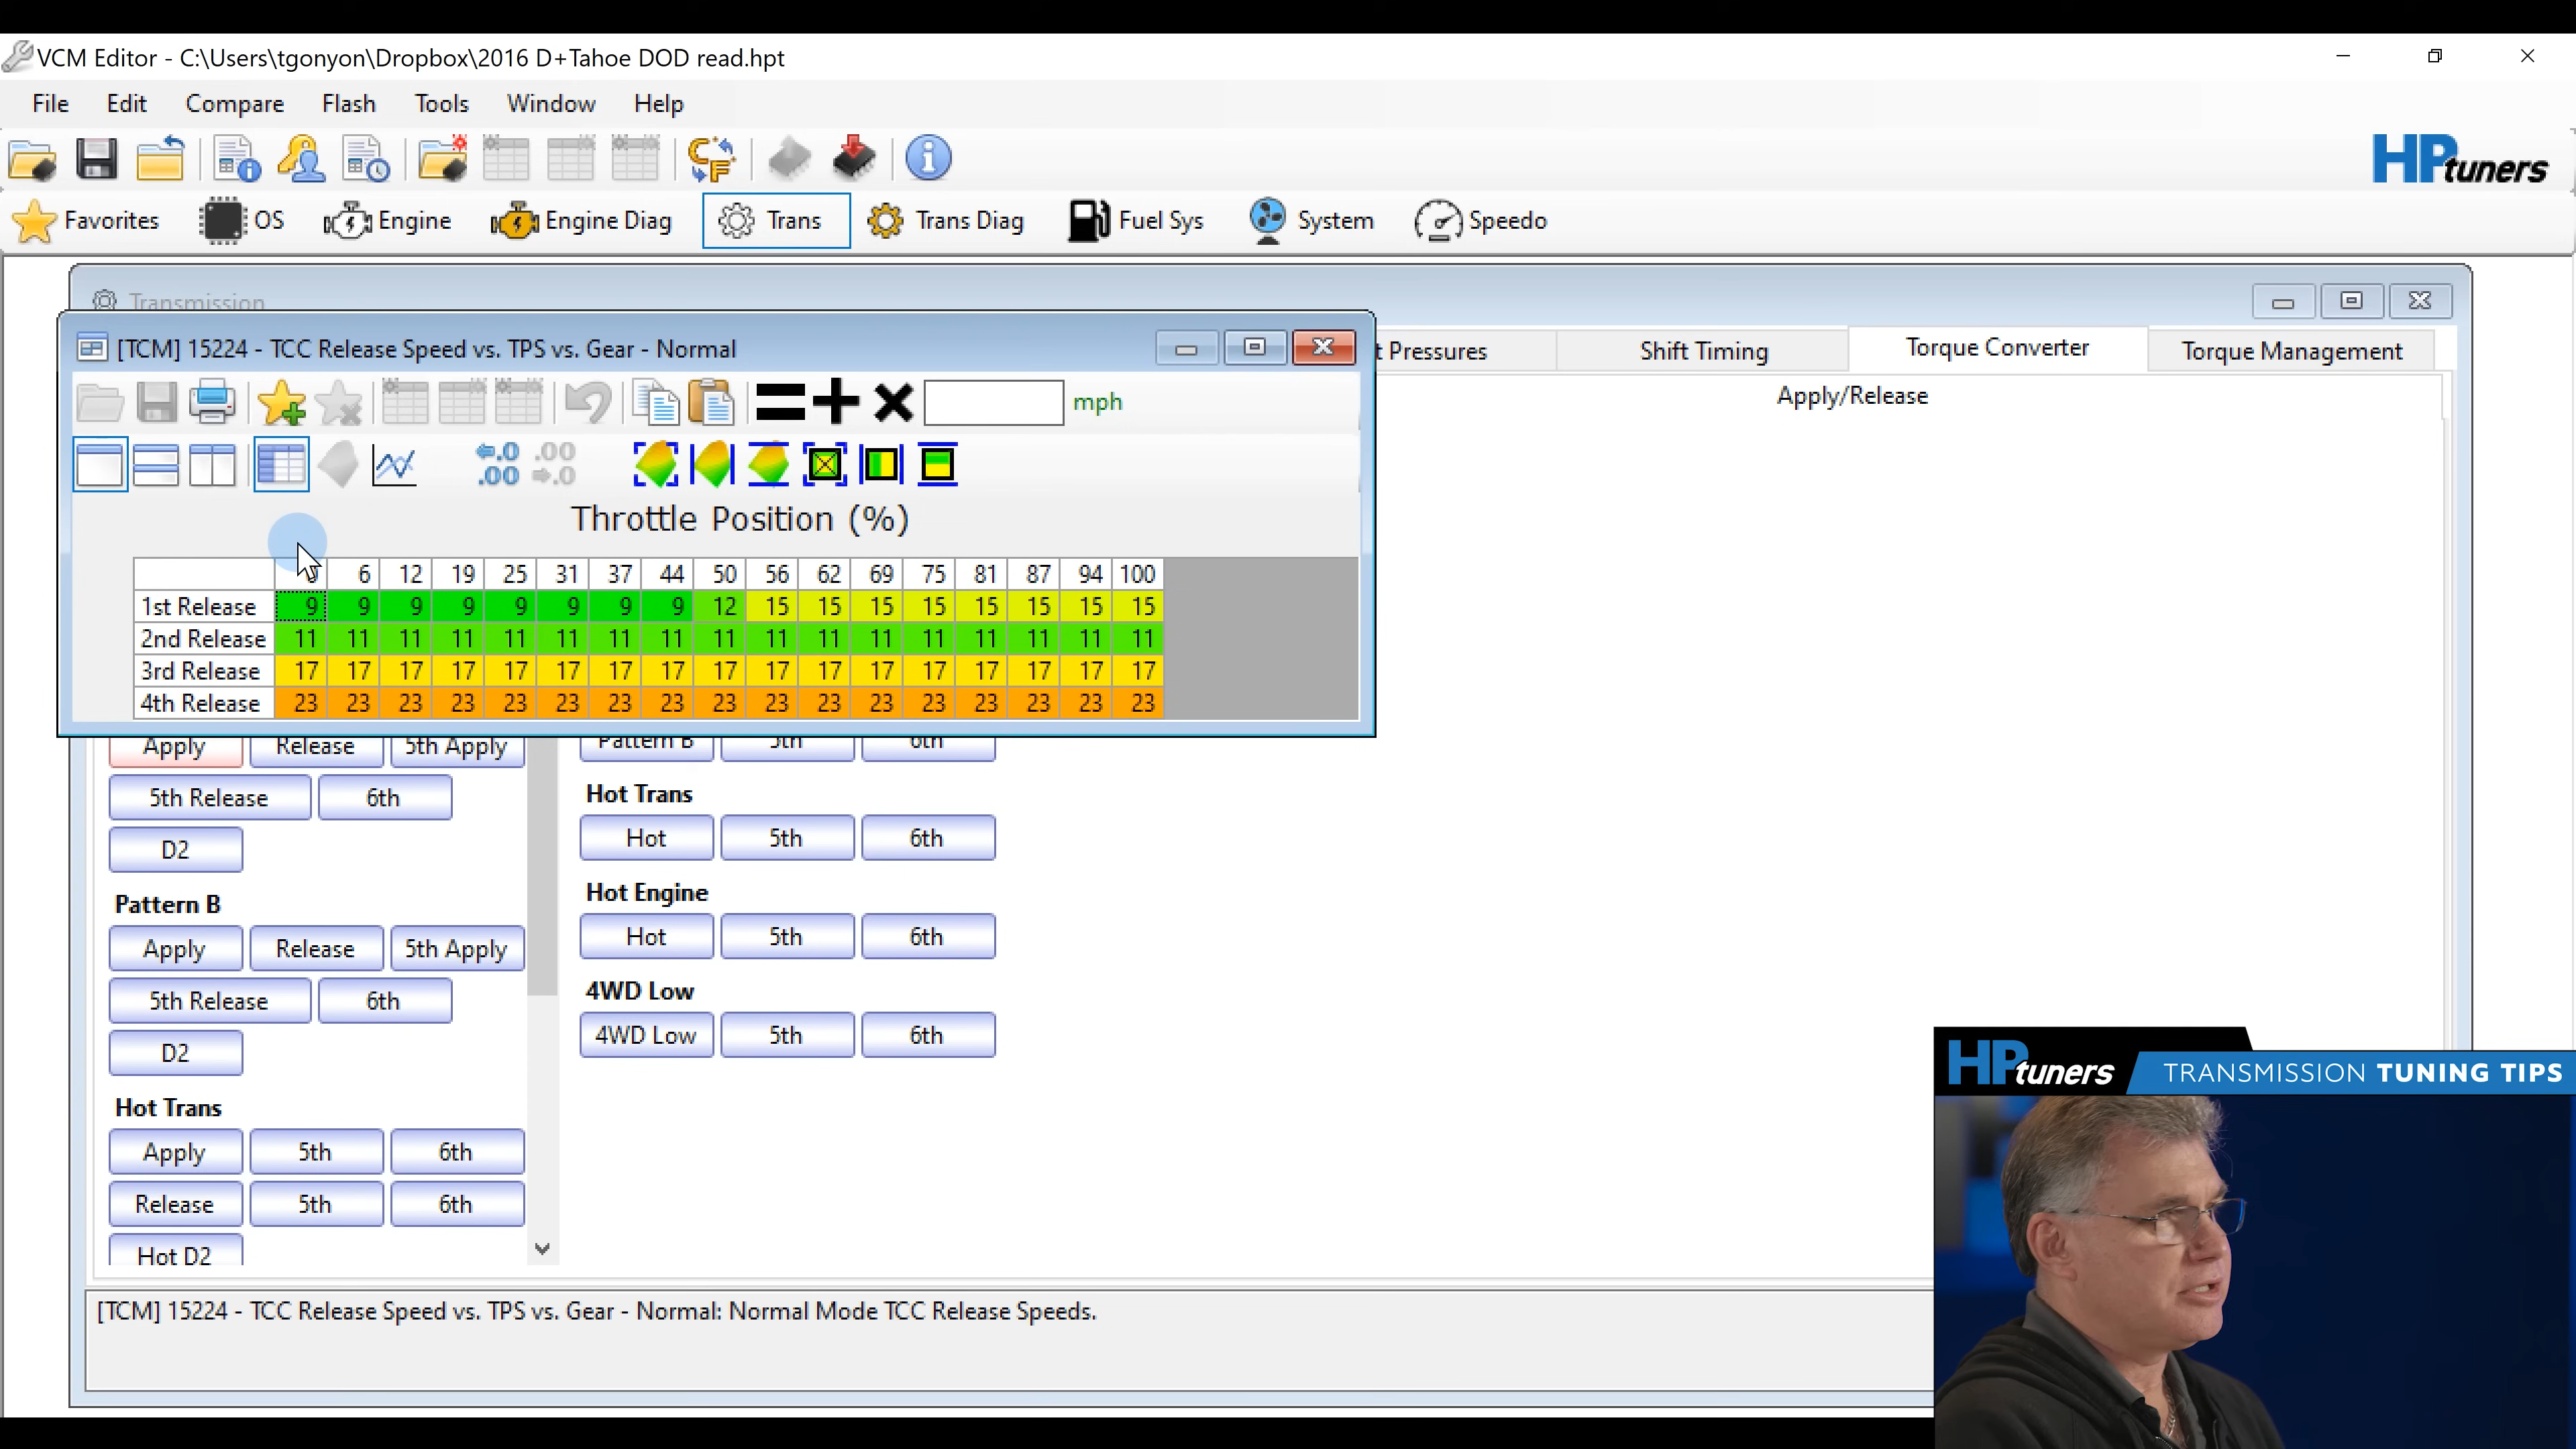 VCM Editor - C:\Users\tgonyon\Dropbox\2016 D+Tahoe DOD read.hpt
File Edit Compare Flash Tools Window Help
HPtuners
Favorites OS Engine Engine Diag Trans Trans Diag Fuel Sys System Speedo
Transmission
[TCM] 15224 - TCC Release Speed vs. TPS vs. Gear - Normal
Pressures Shift Timing Torque Converter Torque Management
mph
Apply/Release
Throttle Position (%)
6 12 19 25 31 37 44 50 56 62 69 75 81 87 94 100
1st Release 9 9 9 9 9 9 9 9 12 15 15 15 15 15 15 15 15
2nd Release 11 11 11 11 11 11 11 11 11 11 11 11 11 11 11 11 11
3rd Release 17 17 17 17 17 17 17 17 17 17 17 17 17 17 17 17 17
4th Release 23 23 23 23 23 23 23 23 23 23 23 23 23 23 23 23 23
Apply Release 5th Apply
5th Release 6th
D2
Pattern B
Apply Release 5th Apply
5th Release 6th
D2
Hot Trans
Apply 5th 6th
Release 5th 6th
Hot D2
Pattern B 5th 6th
Hot Trans
Hot 5th 6th
Hot Engine
Hot 5th 6th
4WD Low
4WD Low 5th 6th
[TCM] 15224 - TCC Release Speed vs. TPS vs. Gear - Normal: Normal Mode TCC Release Speeds.
HPtuners TRANSMISSION TUNING TIPS